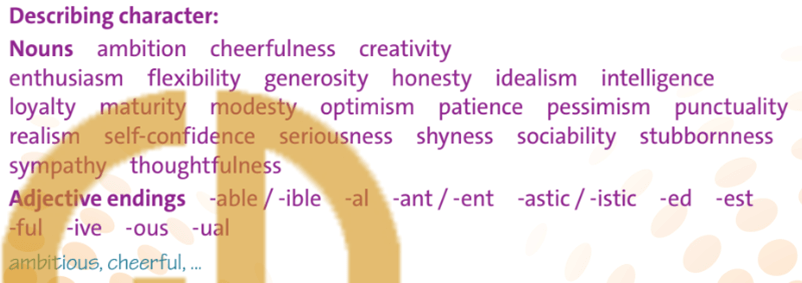 Describing character:
Nouns ambition cheerfulness creativity
enthusiasm flexibility generosity honesty idealism intelligence
loyalty maturity modesty optimism patience pessimism punctuality
realism self-confidence seriousness shyness sociability stubbornness
sympathy thoughtfulness
Adjective endings -able / -ible -al -ant / -ent -astic / -istic -ed -est
-ful -ive -ous -ual
ambitious, cheerful, ...